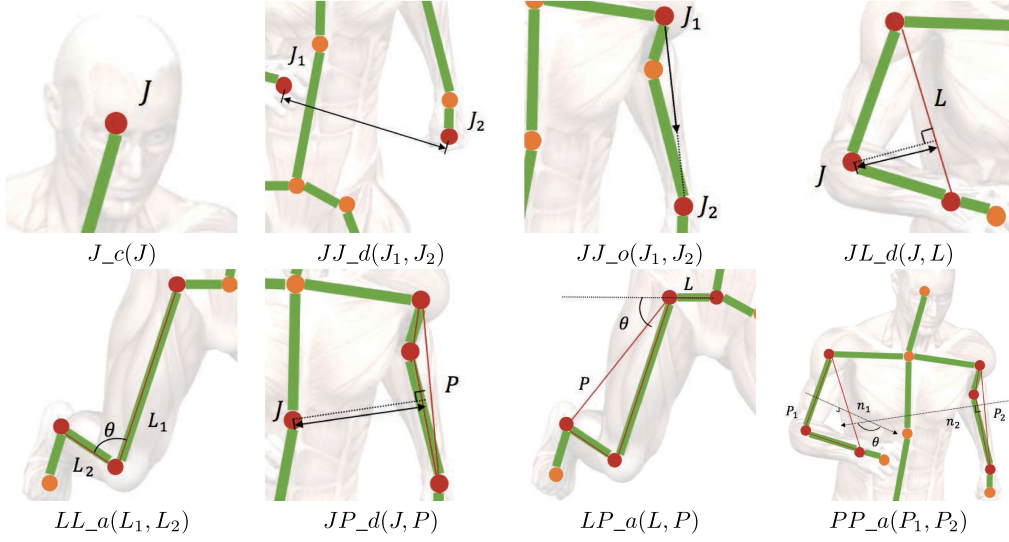 J
J_c(J)
J₁
J₂
JJ_d(J₁, J₂)
J₁
J₂
JJ_o(J₁, J₂)
L
J
JL_d(J, L)
L₁
θ
L₂
LL_a(L₁, L₂)
P
J
JP_d(J, P)
L
θ
P
LP_a(L, P)
P₁
n₁
P₂
n₂
θ
PP_a(P₁, P₂)